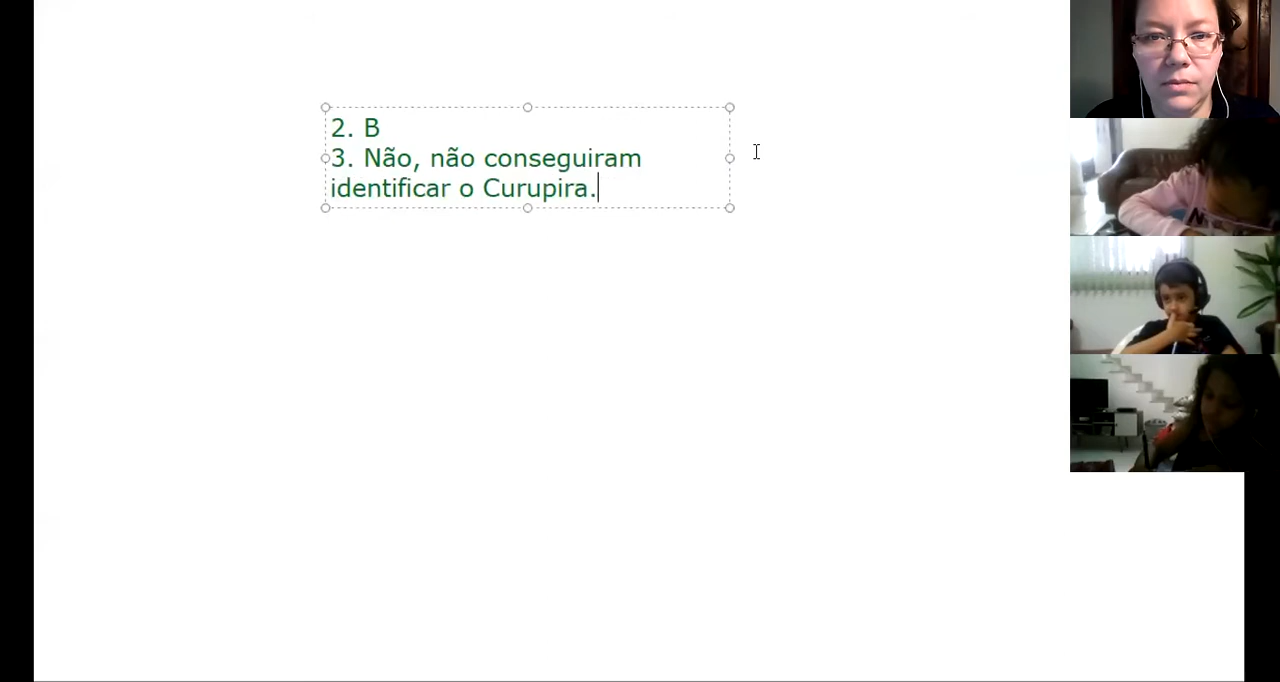 2. B
3. Não, não conseguiram
identificar o Curupira.